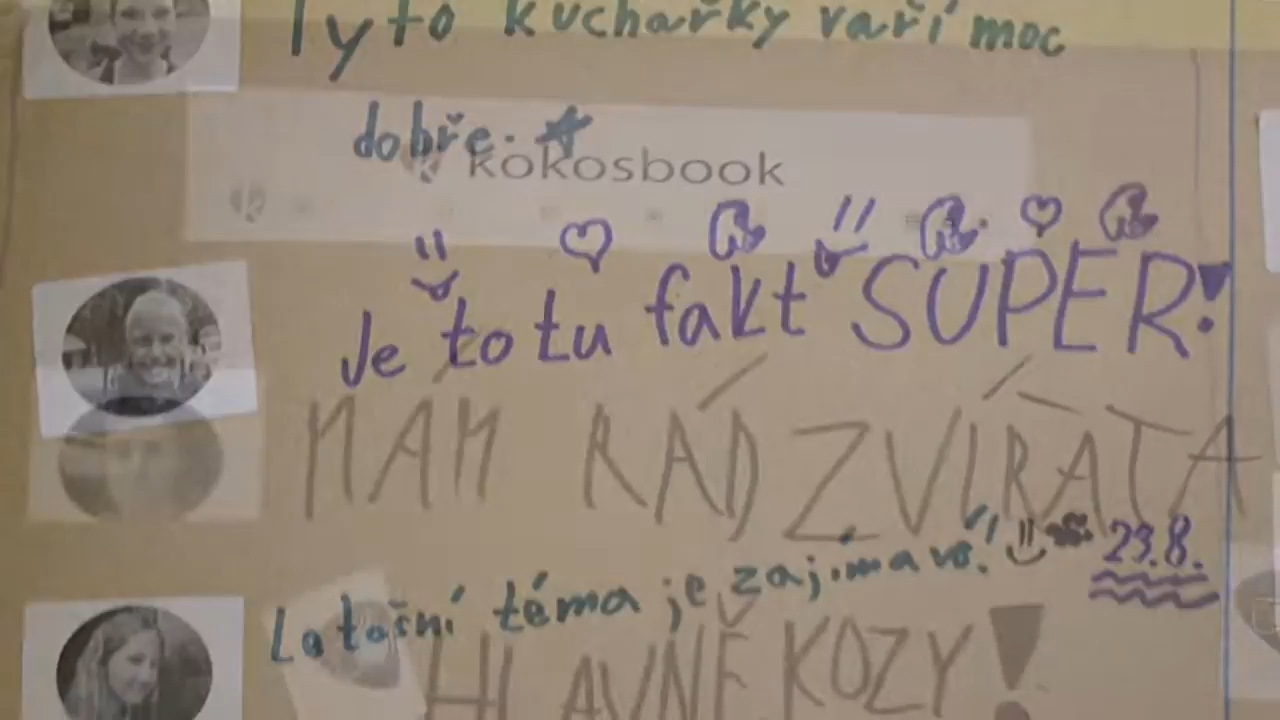 Tyto kuchařky vaří moc
dobře.
kokosbook
Je to tu fakt SUPER!
MÁM RÁD ZVÍŘATA
Letošní téma je zajímavé!
23.8.
HLAVNĚ KOZY!